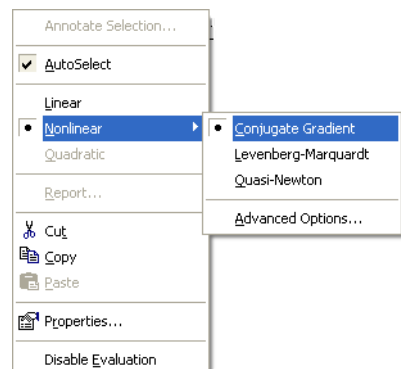 Annotate Selection...
AutoSelect
Linear
Nonlinear
Quadratic
Report...
Cut
Copy
Paste
Properties...
Disable Evaluation
Conjugate Gradient
Levenberg-Marquardt
Quasi-Newton
Advanced Options...